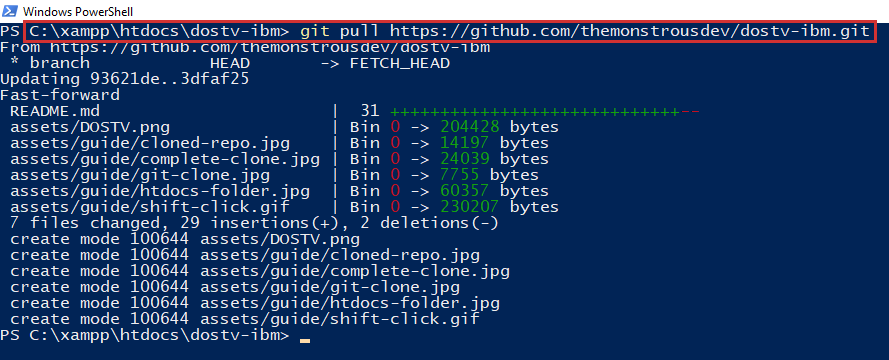 Windows PowerShell
PS C:\xampp\htdocs\dostv-ibm> git pull https://github.com/themonstrousdev/dostv-ibm.git
From https://github.com/themonstrousdev/dostv-ibm
 * branch            HEAD       -> FETCH_HEAD
Updating 93621de..3dfaf25
Fast-forward
 README.md                       |  31 +++++++++++++++++++++++++++++--
 assets/DOSTV.png                | Bin 0 -> 204428 bytes
 assets/guide/cloned-repo.jpg    | Bin 0 -> 14197 bytes
 assets/guide/complete-clone.jpg | Bin 0 -> 24039 bytes
 assets/guide/git-clone.jpg      | Bin 0 -> 7755 bytes
 assets/guide/htdocs-folder.jpg  | Bin 0 -> 60357 bytes
 assets/guide/shift-click.gif    | Bin 0 -> 230207 bytes
 7 files changed, 29 insertions(+), 2 deletions(-)
 create mode 100644 assets/DOSTV.png
 create mode 100644 assets/guide/cloned-repo.jpg
 create mode 100644 assets/guide/complete-clone.jpg
 create mode 100644 assets/guide/git-clone.jpg
 create mode 100644 assets/guide/htdocs-folder.jpg
 create mode 100644 assets/guide/shift-click.gif
PS C:\xampp\htdocs\dostv-ibm> _